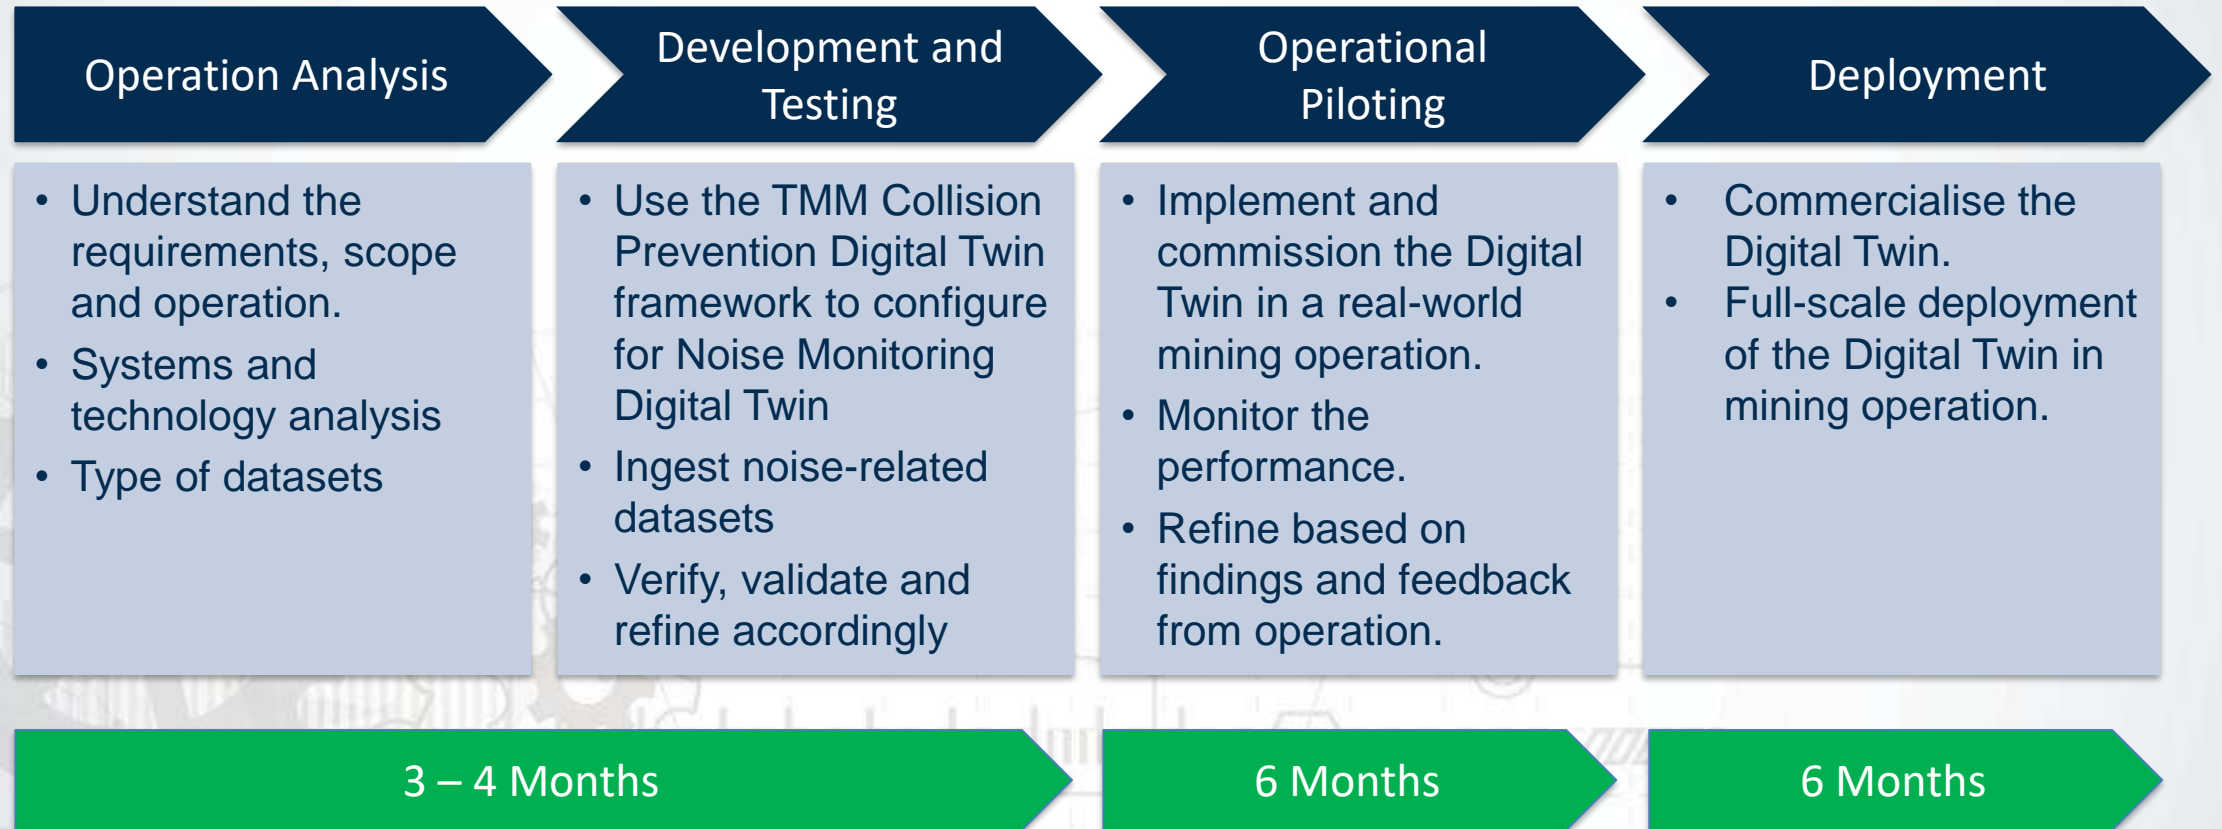 Operation Analysis
Development and
Testing
Operational
Piloting
Deployment
• Understand the
requirements, scope
and operation.
• Systems and
technology analysis
• Type of datasets
• Use the TMM Collision
Prevention Digital Twin
framework to configure
for Noise Monitoring
Digital Twin
• Ingest noise-related
datasets
• Verify, validate and
refine accordingly
• Implement and
commission the Digital
Twin in a real-world
mining operation.
• Monitor the
performance.
• Refine based on
findings and feedback
from operation.
• Commercialise the
Digital Twin.
• Full-scale deployment
of the Digital Twin in
mining operation.
3 – 4 Months
6 Months
6 Months